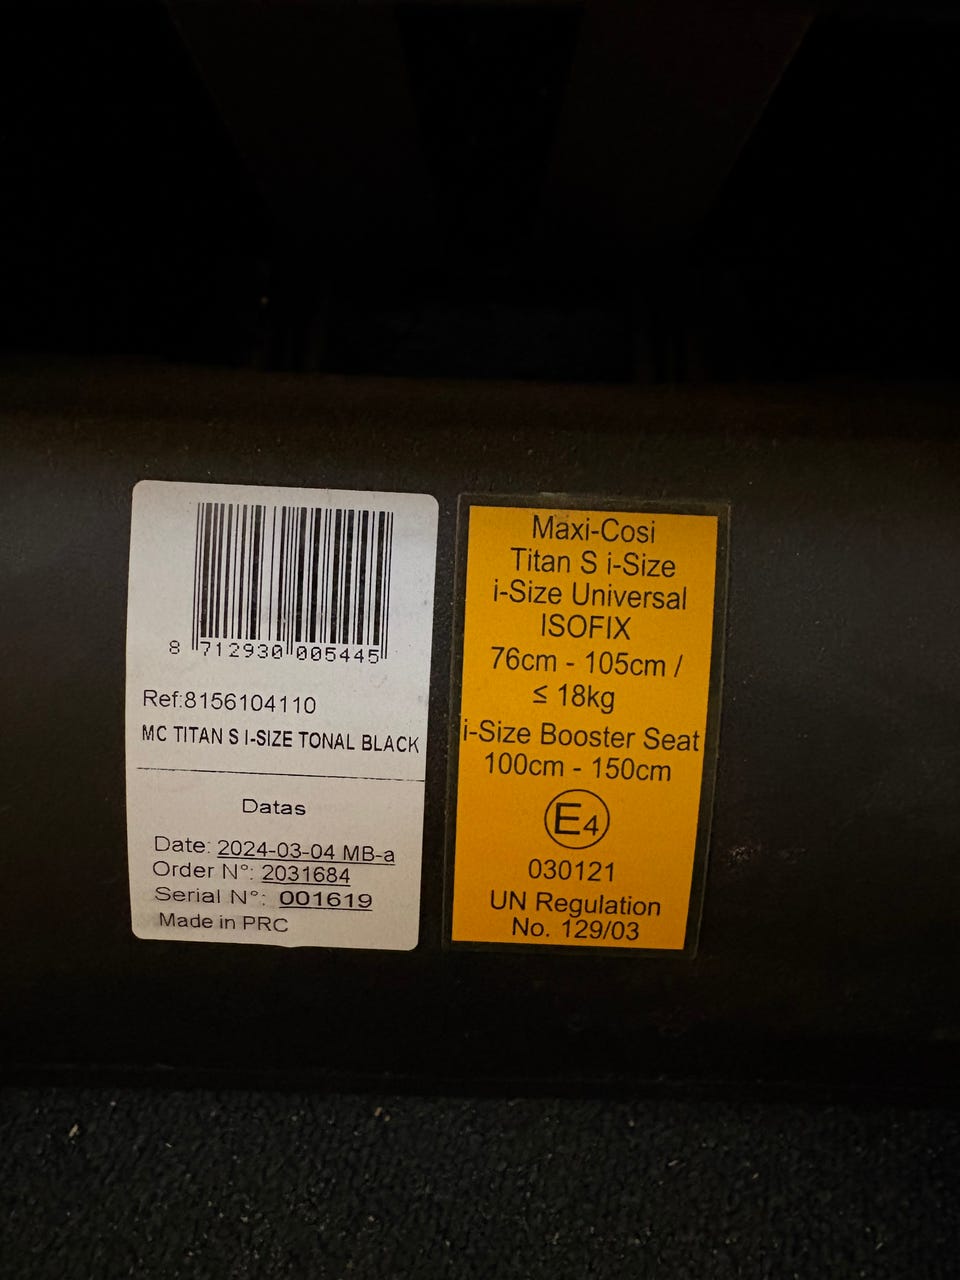 8 712930 005445
Ref:8156104110
MC TITAN S I-SIZE TONAL BLACK
Datas
Date: 2024-03-04 MB-a
Order N°: 2031684
Serial N°: 001619
Made in PRC
Maxi-Cosi
Titan S i-Size
i-Size Universal
ISOFIX
76cm - 105cm /
≤ 18kg
i-Size Booster Seat
100cm - 150cm
E4
030121
UN Regulation
No. 129/03